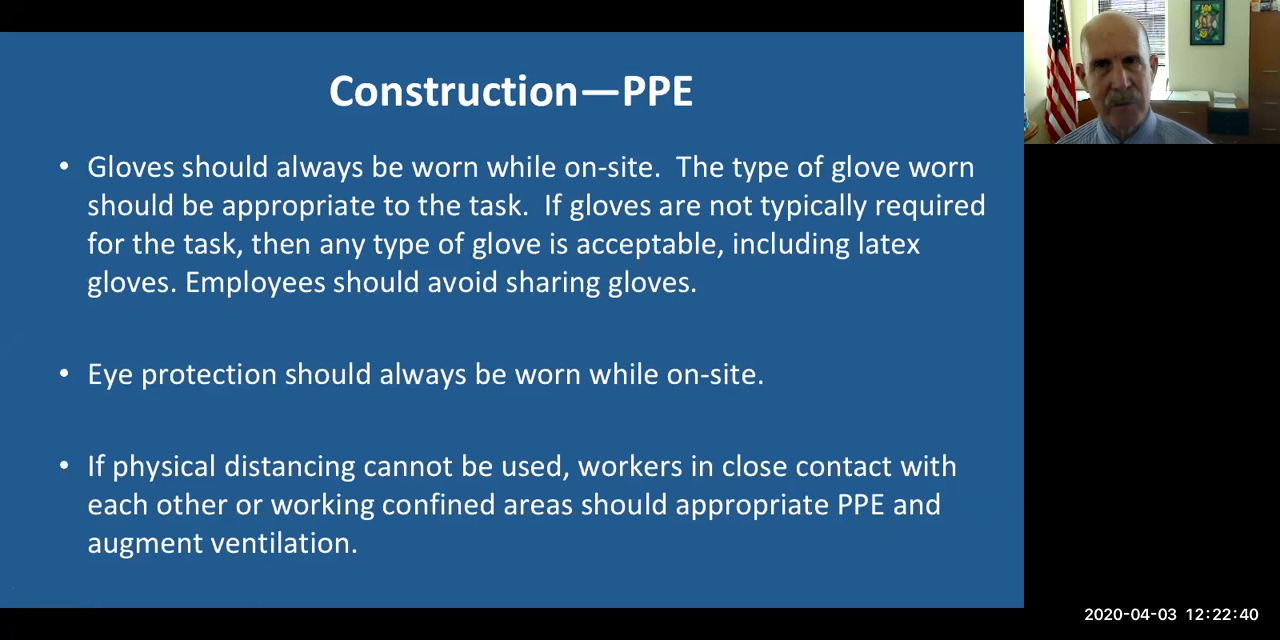 Construction—PPE
• Gloves should always be worn while on-site.  The type of glove worn
should be appropriate to the task.  If gloves are not typically required
for the task, then any type of glove is acceptable, including latex
gloves. Employees should avoid sharing gloves.
• Eye protection should always be worn while on-site.
• If physical distancing cannot be used, workers in close contact with
each other or working confined areas should appropriate PPE and
augment ventilation.
2020-04-03 12:22:40